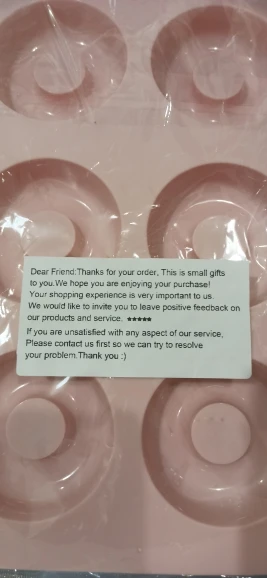 Dear Friend:Thanks for your order, This is small gifts
to you.We hope you are enjoying your purchase!
Your shopping experience is very important to us.
We would like to invite you to leave positive feedback on
our products and service. ★★★★★
If you are unsatisfied with any aspect of our service,
Please contact us first so we can try to resolve
your problem.Thank you :)